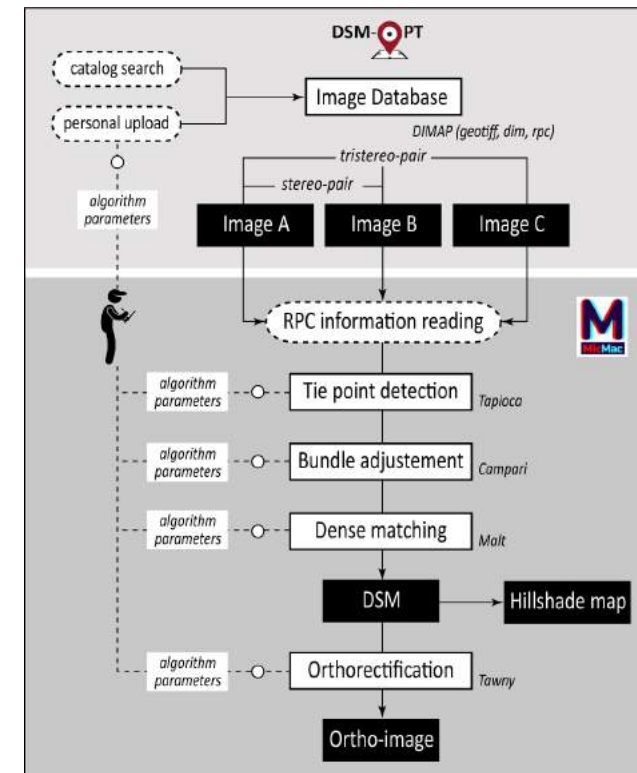 DSM-OPT
catalog search
Image Database
personal upload
DIMAP (geotiff, dim, rpc)
tristereo-pair
stereo-pair
algorithm
parameters
Image A
Image B
Image C
RPC information reading
MicMac
algorithm
parameters
Tie point detection
Tapioca
algorithm
parameters
Bundle adjustement
Campari
algorithm
parameters
Dense matching
Malt
DSM
Hillshade map
algorithm
parameters
Orthorectification
Tawny
Ortho-image